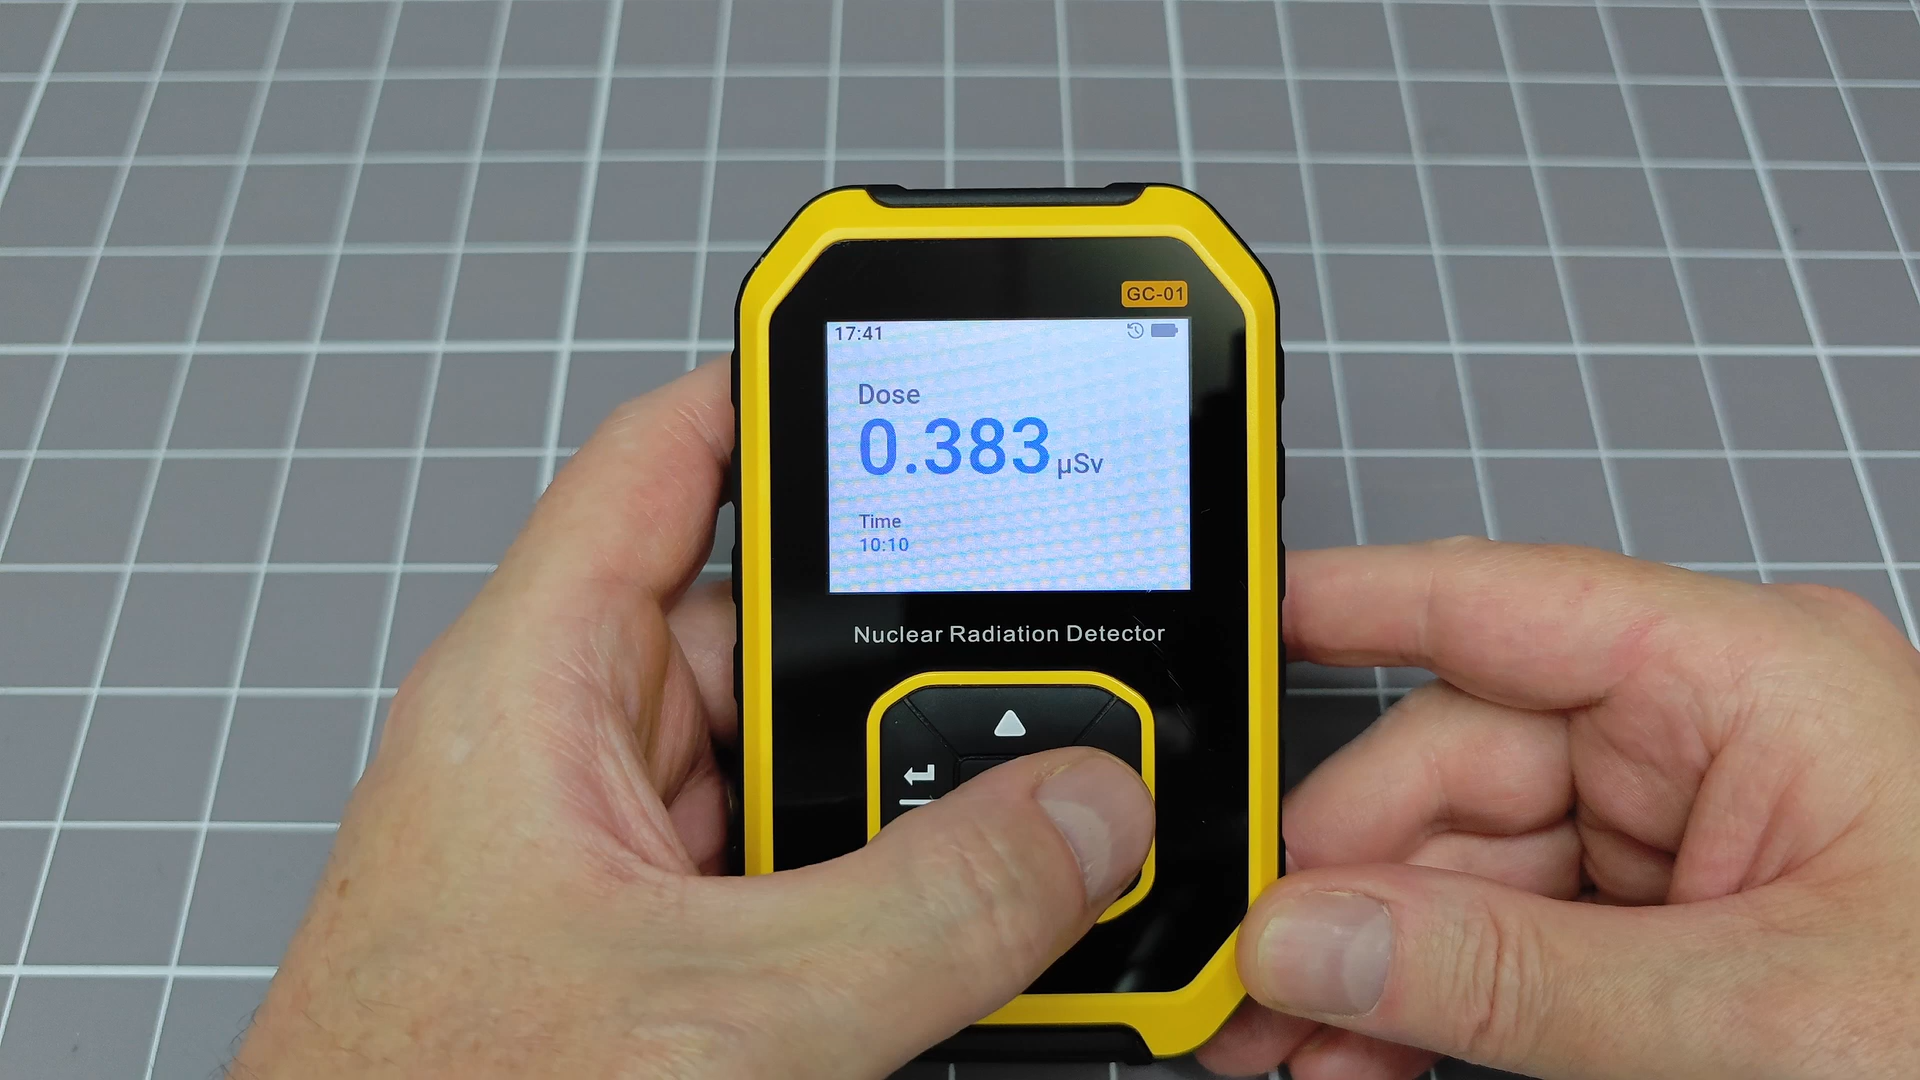 GC-01
17:41
Dose
0.383 µSv
Time
10:10
Nuclear Radiation Detector